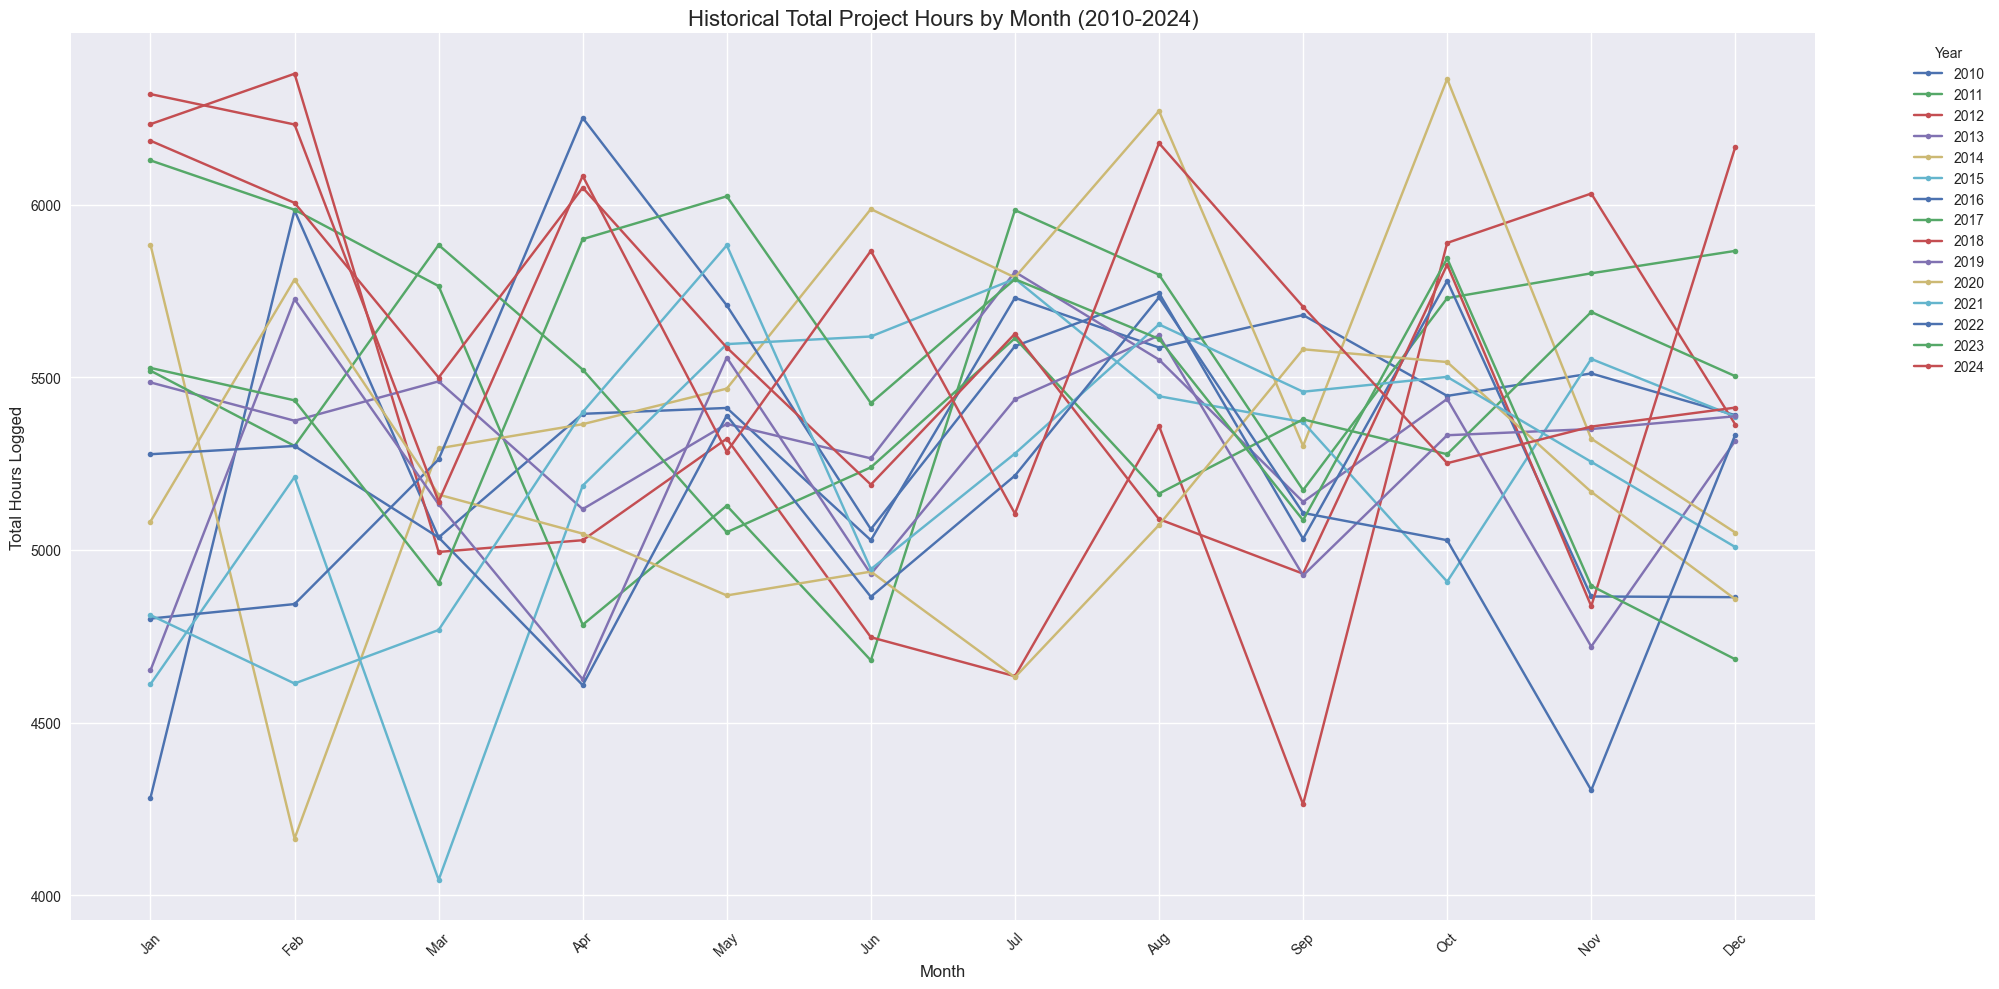 Historical Total Project Hours by Month (2010-2024)
Total Hours Logged
6000
5500
5000
4500
4000
Jan
Feb
Mar
Apr
May
Jun
Jul
Aug
Sep
Oct
Nov
Dec
Month
Year
2010
2011
2012
2013
2014
2015
2016
2017
2018
2019
2020
2021
2022
2023
2024